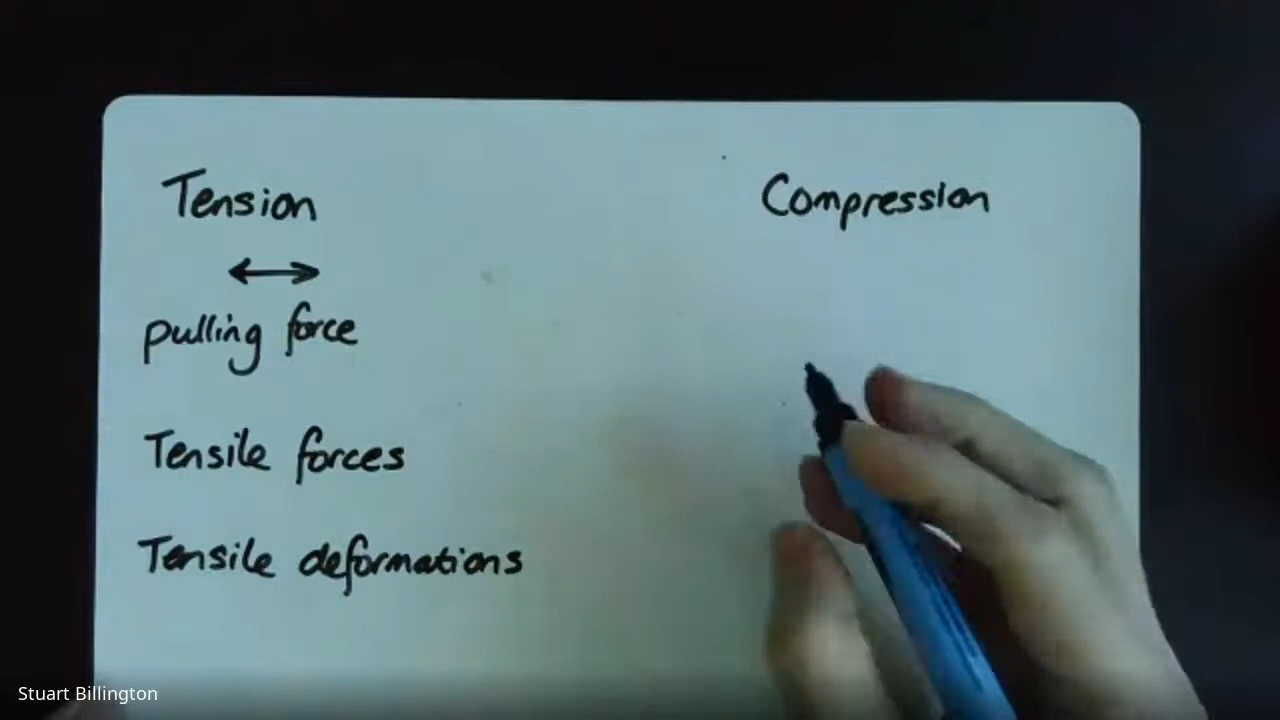 Tension
Compression
pulling force
Tensile forces
Tensile deformations
Stuart Billington